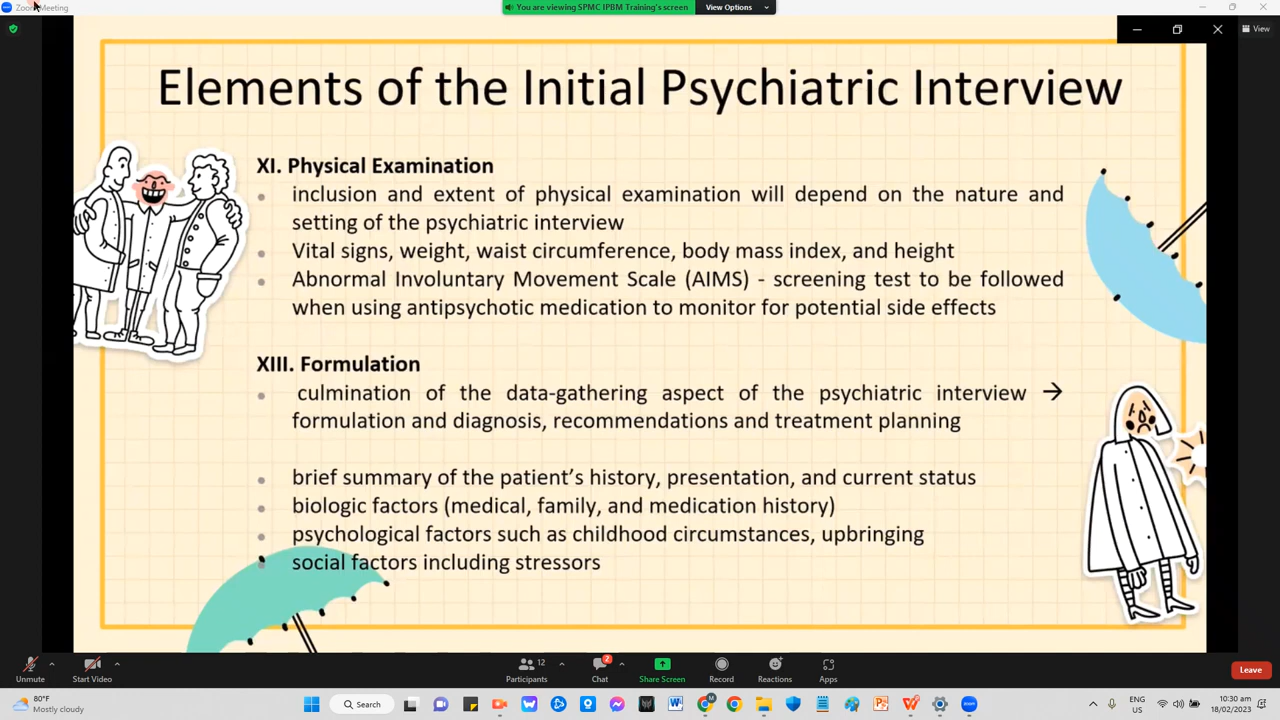 Zoom Meeting
You are viewing SPMC IPBM Training's screen
View Options
View
Elements of the Initial Psychiatric Interview
XI. Physical Examination
inclusion and extent of physical examination will depend on the nature and
setting of the psychiatric interview
Vital signs, weight, waist circumference, body mass index, and height
Abnormal Involuntary Movement Scale (AIMS) - screening test to be followed
when using antipsychotic medication to monitor for potential side effects
XIII. Formulation
culmination of the data-gathering aspect of the psychiatric interview →
formulation and diagnosis, recommendations and treatment planning
brief summary of the patient's history, presentation, and current status
biologic factors (medical, family, and medication history)
psychological factors such as childhood circumstances, upbringing
social factors including stressors
Unmute
Start Video
12
Participants
2
Chat
Share Screen
Record
Reactions
Apps
Leave
80°F
Mostly cloudy
Search
ENG
US
10:30 am
18/02/2023